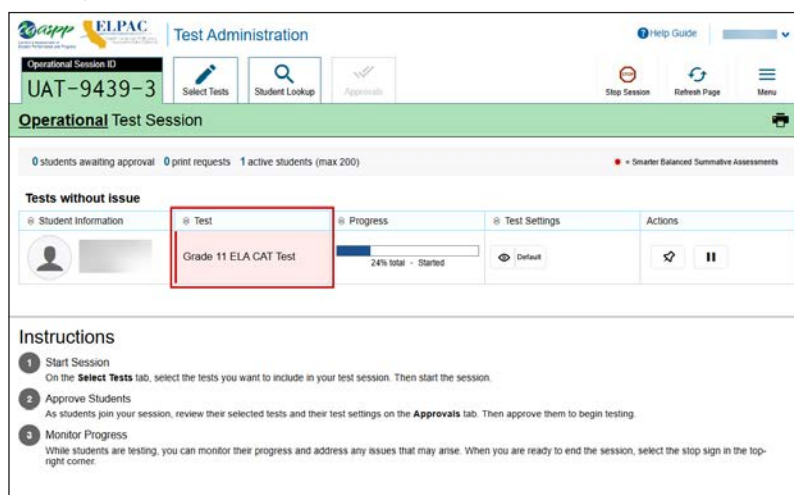 caaspp ELPAC Test Administration Help Guide
Operational Session ID
UAT-9439-3 Select Tests Student Lookup Approvals Stop Session Refresh Page Menu
Operational Test Session
0 students awaiting approval 0 print requests 1 active students (max 200) = Smarter Balanced Summative Assessments
Tests without issue
Student Information Test Progress Test Settings Actions
Grade 11 ELA CAT Test 24% total - Started Default
Instructions
1 Start Session
On the Select Tests tab, select the tests you want to include in your test session. Then start the session.
2 Approve Students
As students join your session, review their selected tests and their test settings on the Approvals tab. Then approve them to begin testing.
3 Monitor Progress
While students are testing, you can monitor their progress and address any issues that may arise. When you are ready to end the session, select the stop sign in the top-
right corner.